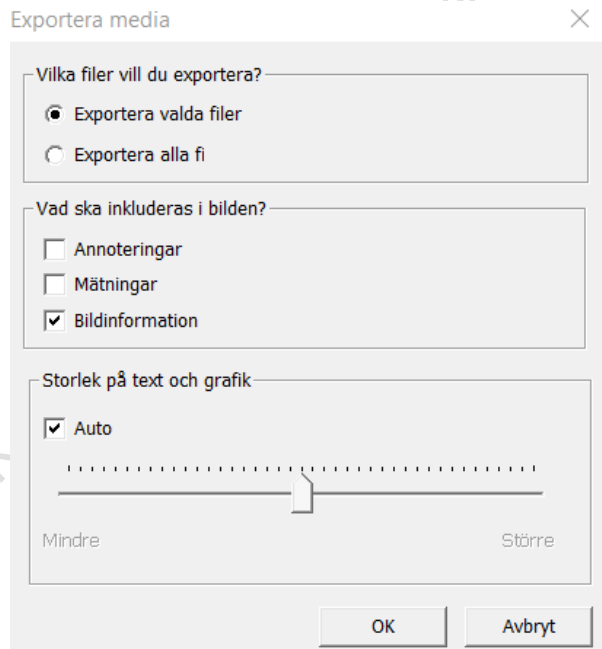 Exportera media
Vilka filer vill du exportera?
Exportera valda filer
Exportera alla fi
Vad ska inkluderas i bilden?
Annoteringar
Mätningar
Bildinformation
Storlek på text och grafik
Auto
Mindre Större
OK Avbryt